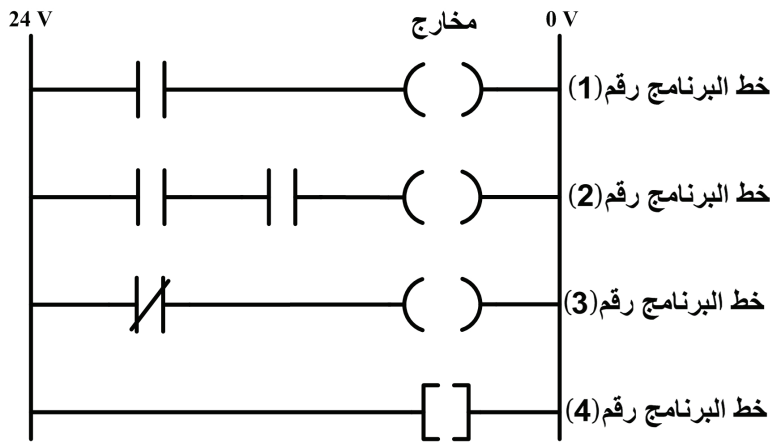 24 V
مخارج
0 V
خط البرنامج رقم(1)
خط البرنامج رقم(2)
خط البرنامج رقم(3)
خط البرنامج رقم(4)